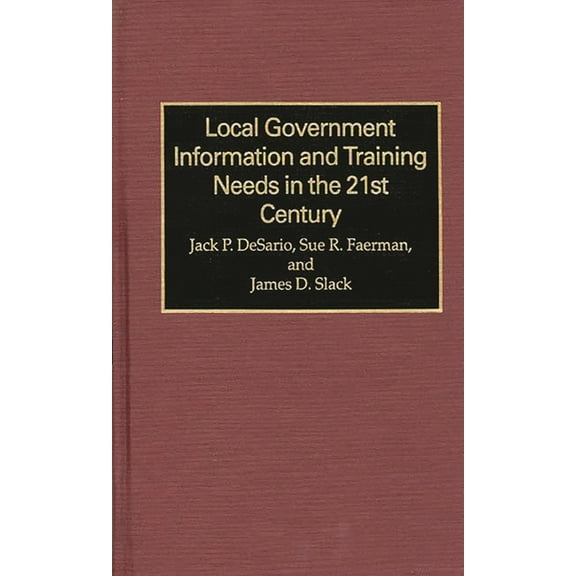 Local Government
Information and Training
Needs in the 21st
Century
Jack P. DeSario, Sue R. Faerman,
and
James D. Slack